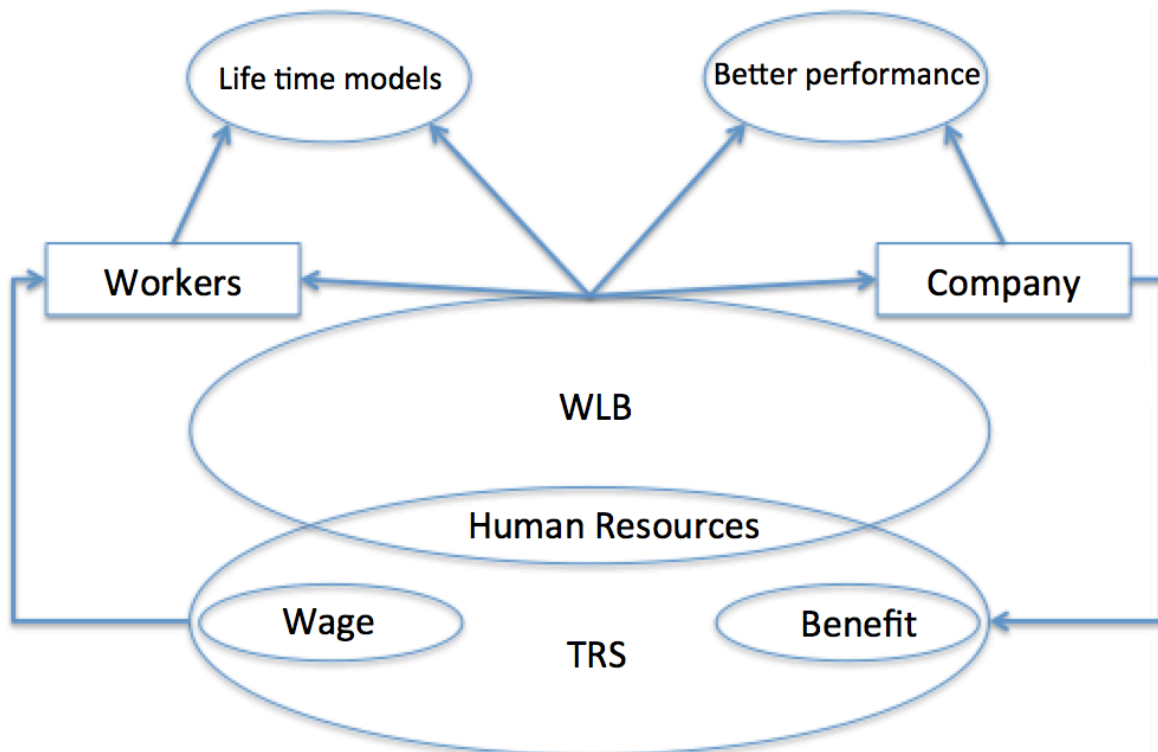 Life time models
Better performance
Workers
Company
WLB
Human Resources
Wage
Benefit
TRS